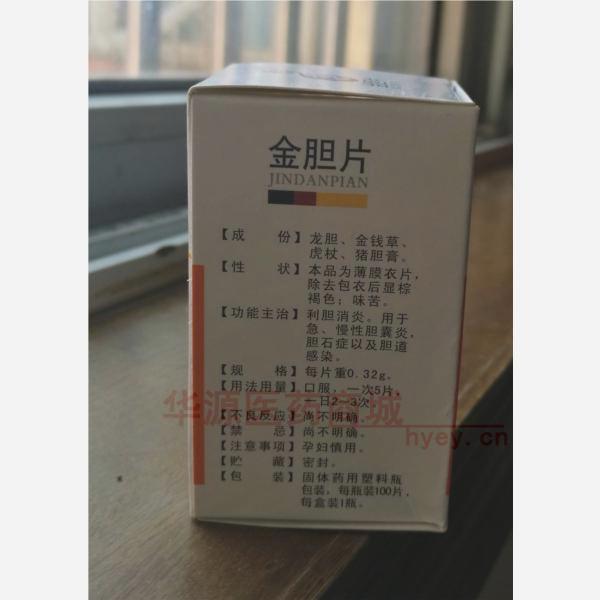 金胆片
JINDANPIAN
【成 份】龙胆、金钱草、
虎杖、猪胆膏。
【性 状】本品为薄膜衣片，
除去包衣后显棕
褐色；味苦。
【功能主治】利胆消炎。用于
急、慢性胆囊炎，
胆石症以及胆道
感染。
【规 格】每片重0.32g。
【用法用量】口服，一次5片，
一日2~3次。
【不良反应】尚不明确。
【禁 忌】尚不明确。
【注意事项】孕妇慎用。
【贮 藏】密封。
【包 装】固体药用塑料瓶
包装，每瓶装100片，
每盒装1瓶。
华源医药商城
hyey.cn